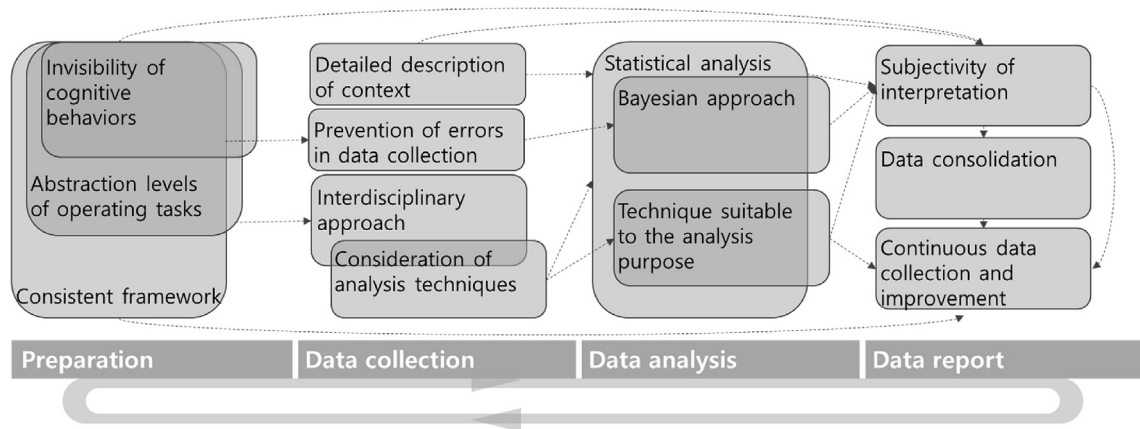 Invisibility of
cognitive
behaviors
Abstraction levels
of operating tasks
Consistent framework
Detailed description
of context
Prevention of errors
in data collection
Interdisciplinary
approach
Consideration of
analysis techniques
Statistical analysis
Bayesian approach
Technique suitable
to the analysis
purpose
Subjectivity of
interpretation
Data consolidation
Continuous data
collection and
improvement
Preparation
Data collection
Data analysis
Data report